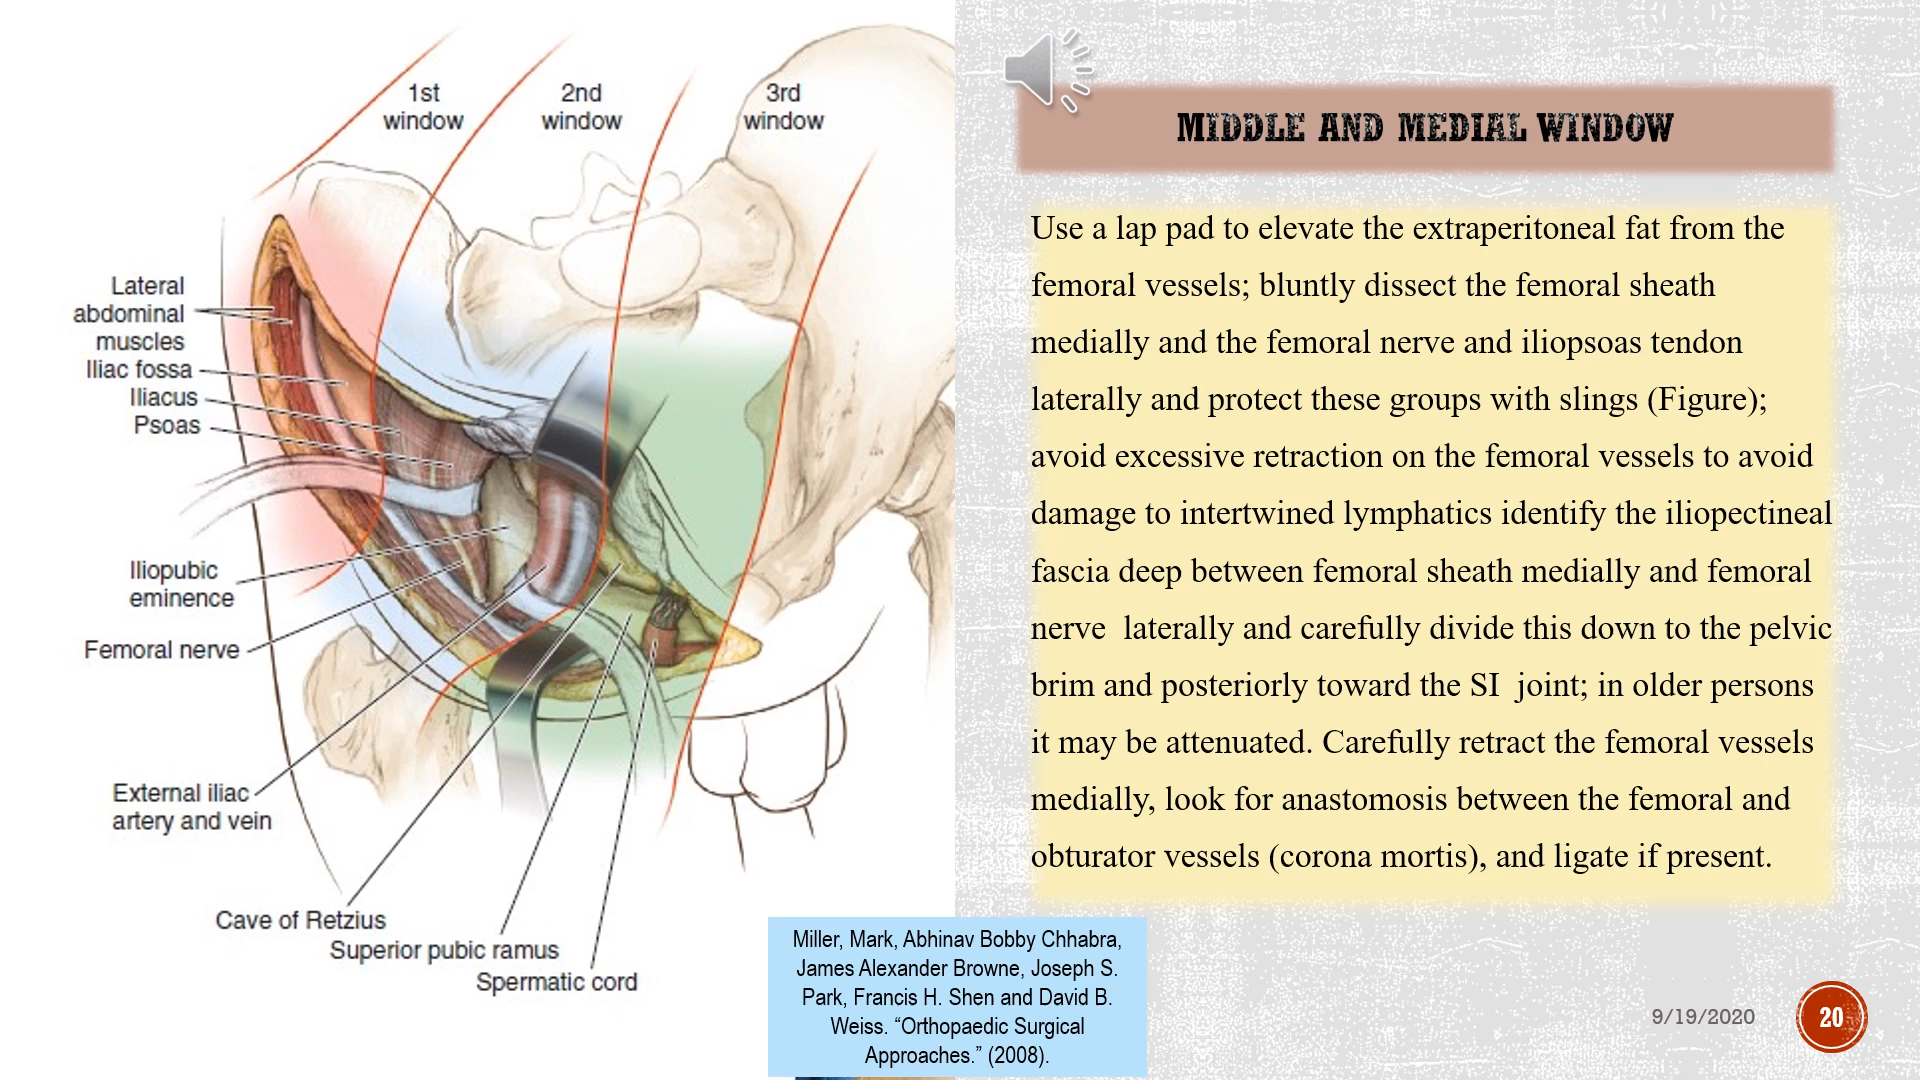 1st
window
2nd
window
3rd
window
Lateral
abdominal
muscles
Iliac fossa
Iliacus
Psoas
Iliopubic
eminence
Femoral nerve
External iliac
artery and vein
Cave of Retzius
Superior pubic ramus
Spermatic cord
MIDDLE AND MEDIAL WINDOW
Use a lap pad to elevate the extraperitoneal fat from the
femoral vessels; bluntly dissect the femoral sheath
medially and the femoral nerve and iliopsoas tendon
laterally and protect these groups with slings (Figure);
avoid excessive retraction on the femoral vessels to avoid
damage to intertwined lymphatics identify the iliopectineal
fascia deep between femoral sheath medially and femoral
nerve  laterally and carefully divide this down to the pelvic
brim and posteriorly toward the SI  joint; in older persons
it may be attenuated. Carefully retract the femoral vessels
medially, look for anastomosis between the femoral and
obturator vessels (corona mortis), and ligate if present.
Miller, Mark, Abhinav Bobby Chhabra,
James Alexander Browne, Joseph S.
Park, Francis H. Shen and David B.
Weiss. “Orthopaedic Surgical
Approaches.” (2008).
9/19/2020
20